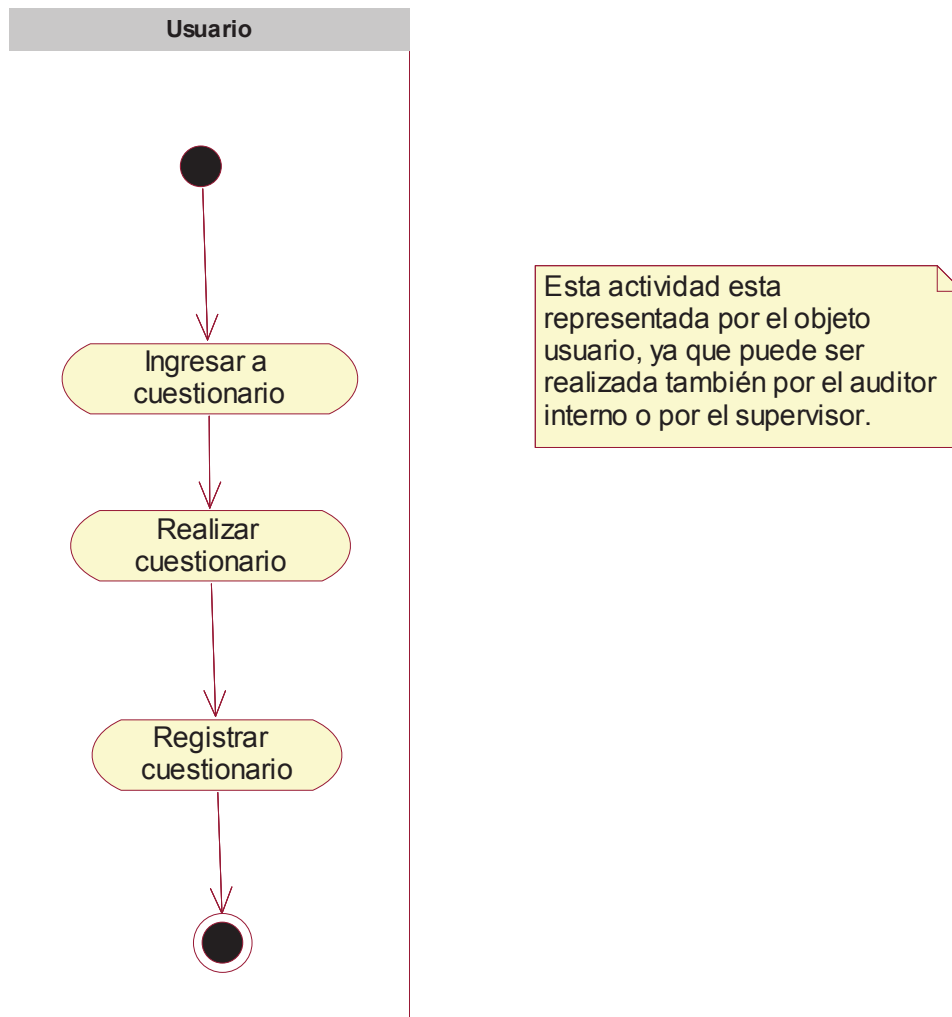 Usuario
Ingresar a
cuestionario
Realizar
cuestionario
Registrar
cuestionario
Esta actividad esta
representada por el objeto
usuario, ya que puede ser
realizada también por el auditor
interno o por el supervisor.